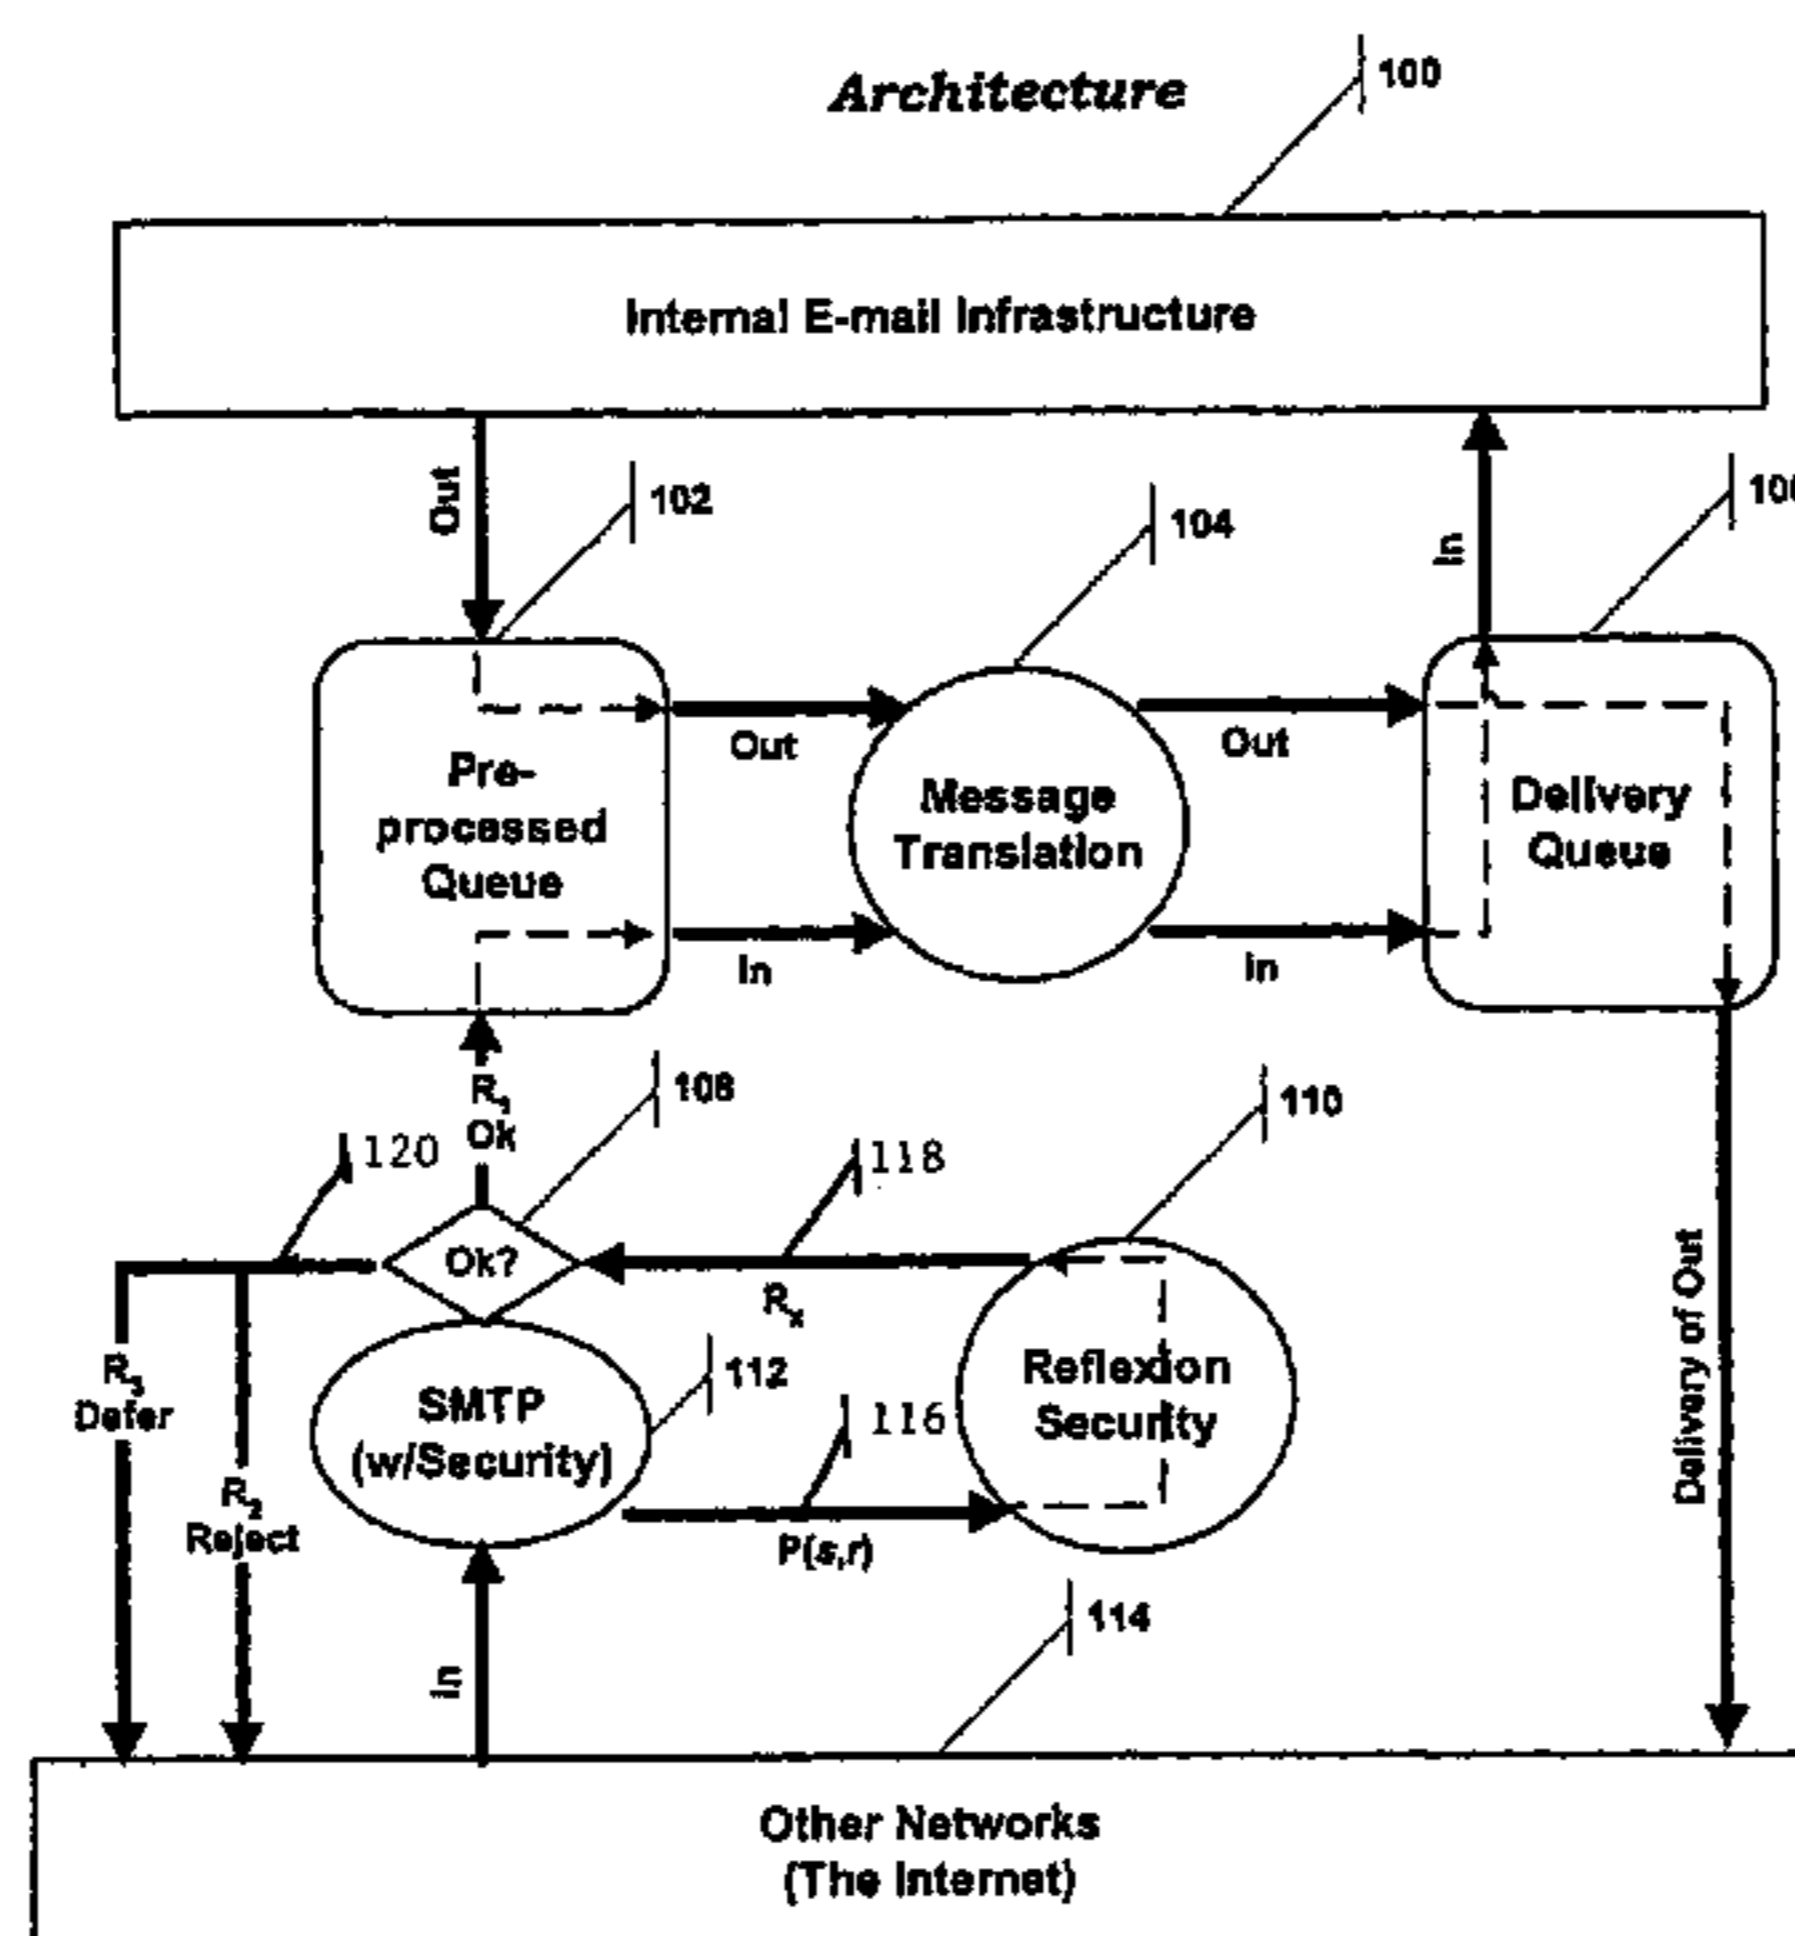 Architecture
100
Internal E-mail Infrastructure
Out
102
104
In
Out
Out
Pre-
processed
Queue
Message
Translation
Delivery
Queue
In
In
R1
Ok
108
110
120
118
Ok?
Rx
R3
Defer
SMTP
(w/Security)
112
116
Reflexion
Security
R2
Reject
P(s,r)
Delivery of Out
In
114
Other Networks
(The Internet)